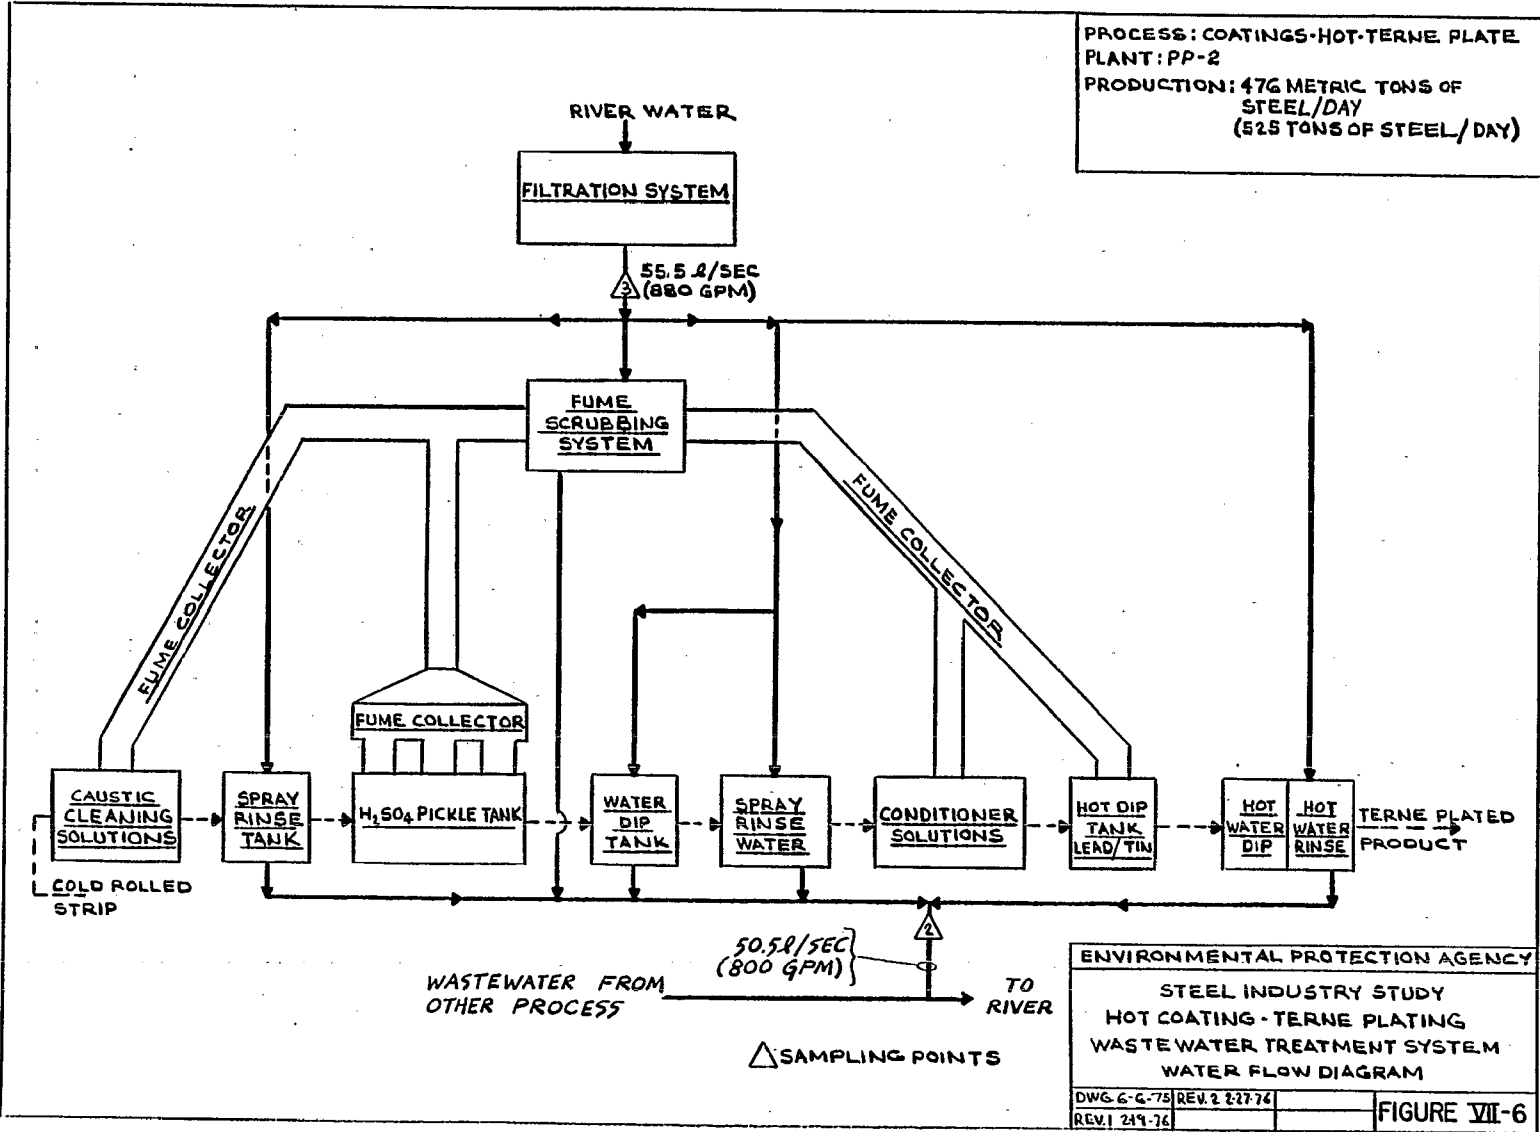 PROCESS: COATINGS-HOT-TERNE PLATE
PLANT: PP-2
PRODUCTION: 476 METRIC TONS OF
STEEL/DAY
(525 TONS OF STEEL/DAY)
RIVER WATER
FILTRATION SYSTEM
3
55.5 ℓ/SEC
(880 GPM)
FUME
SCRUBBING
SYSTEM
FUME COLLECTOR
FUME COLLECTOR
FUME COLLECTOR
CAUSTIC
CLEANING
SOLUTIONS
SPRAY
RINSE
TANK
H₂SO₄ PICKLE TANK
WATER
DIP
TANK
SPRAY
RINSE
WATER
CONDITIONER
SOLUTIONS
HOT DIP
TANK
LEAD/TIN
HOT
WATER
DIP
HOT
WATER
RINSE
TERNE PLATED
PRODUCT
COLD ROLLED
STRIP
2
50.5 ℓ/SEC
(800 GPM)
WASTEWATER FROM
OTHER PROCESS
TO
RIVER
△ SAMPLING POINTS
ENVIRONMENTAL PROTECTION AGENCY
STEEL INDUSTRY STUDY
HOT COATING - TERNE PLATING
WASTEWATER TREATMENT SYSTEM
WATER FLOW DIAGRAM
DWG. 6-6-75 REV. 2 2-27-76
REV. 1 2-19-76
FIGURE VII-6